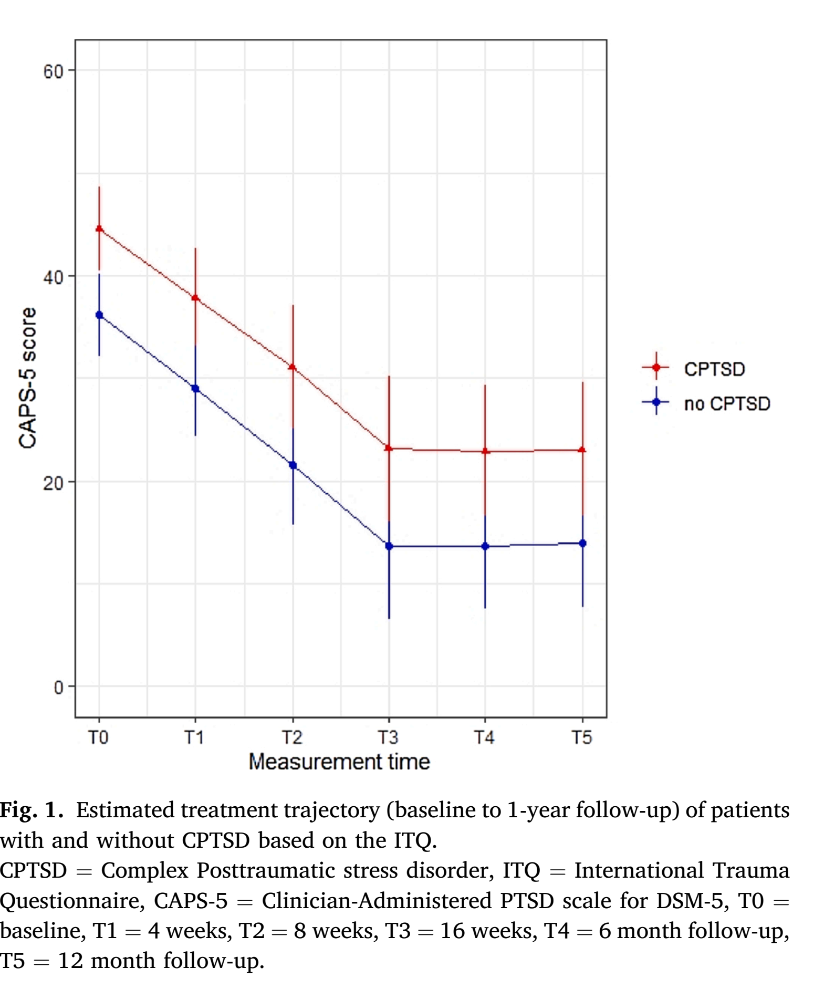 60
40
20
0
CAPS-5 score
T0 T1 T2 T3 T4 T5
Measurement time
CPTSD
no CPTSD
Fig. 1. Estimated treatment trajectory (baseline to 1-year follow-up) of patients
with and without CPTSD based on the ITQ.
CPTSD = Complex Posttraumatic stress disorder, ITQ = International Trauma
Questionnaire, CAPS-5 = Clinician-Administered PTSD scale for DSM-5, T0 =
baseline, T1 = 4 weeks, T2 = 8 weeks, T3 = 16 weeks, T4 = 6 month follow-up,
T5 = 12 month follow-up.